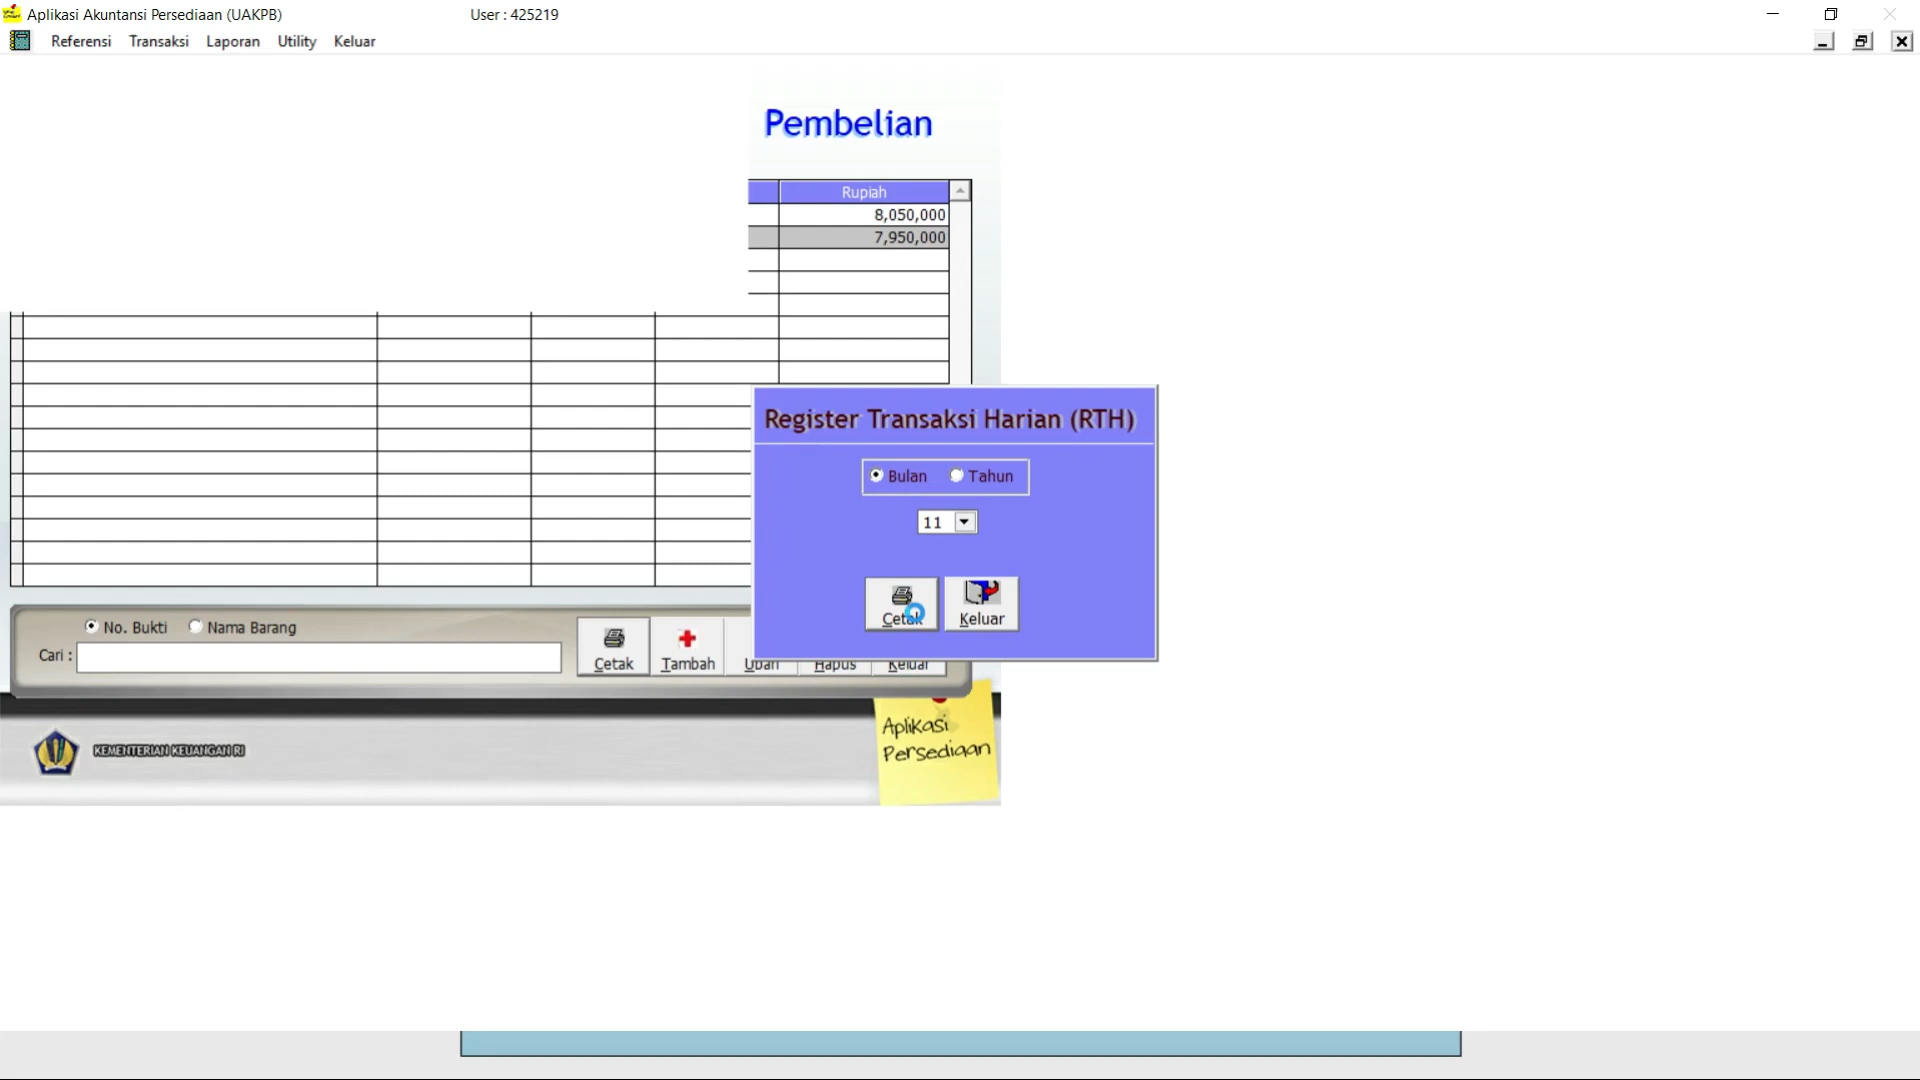 Aplikasi Akuntansi Persediaan (UAKPB) User : 425219
Referensi Transaksi Laporan Utility Keluar
Pembelian
Rupiah
8,050,000
7,950,000
Register Transaksi Harian (RTH)
Bulan Tahun
11
Cetak Keluar
No. Bukti Nama Barang
Cari :
Cetak Tambah Ubah Hapus Keluar
Aplikasi
Persediaan
KEMENTERIAN KEUANGAN RI